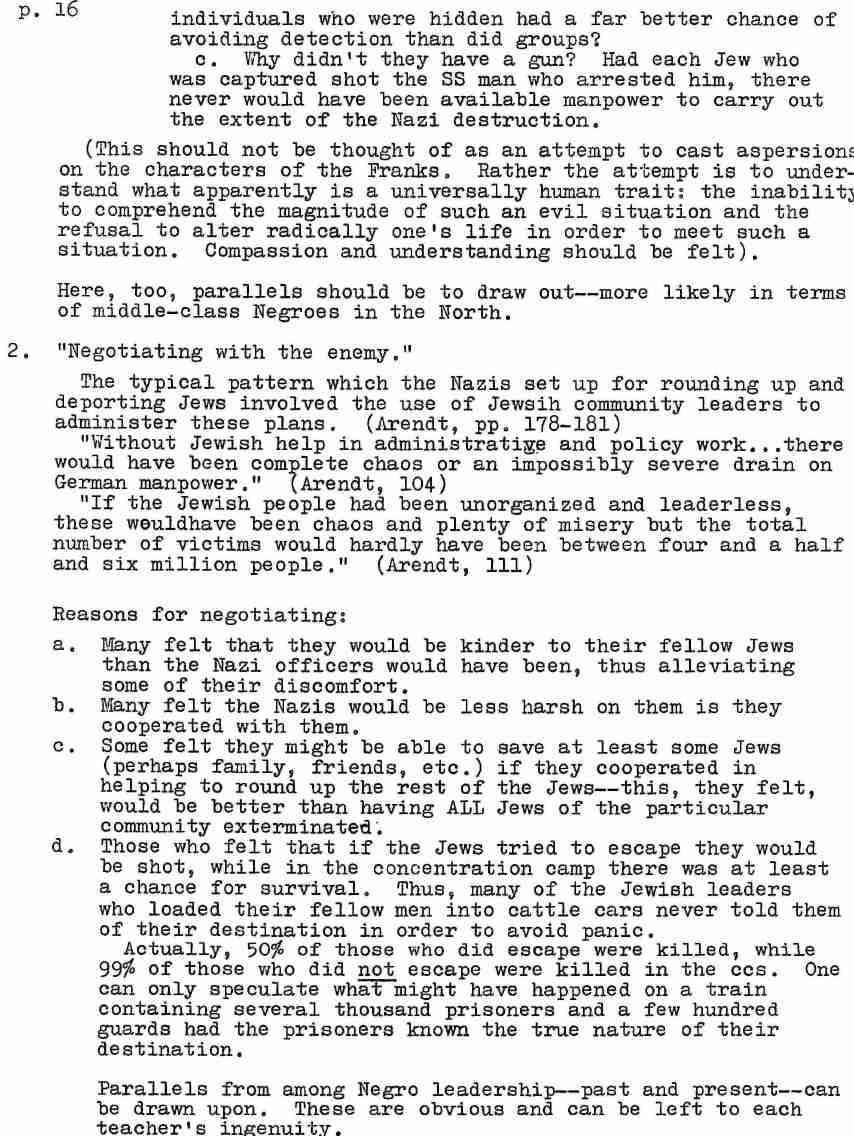 p. 16
individuals who were hidden had a far better chance of
avoiding detection than did groups?
c. Why didn't they have a gun? Had each Jew who
was captured shot the SS man who arrested him, there
never would have been available manpower to carry out
the extent of the Nazi destruction.
(This should not be thought of as an attempt to cast aspersions
on the characters of the Franks. Rather the attempt is to under-
stand what apparently is a universally human trait: the inability
to comprehend the magnitude of such an evil situation and the
refusal to alter radically one's life in order to meet such a
situation. Compassion and understanding should be felt).
Here, too, parallels should be to draw out--more likely in terms
of middle-class Negroes in the North.
2. "Negotiating with the enemy."
The typical pattern which the Nazis set up for rounding up and
deporting Jews involved the use of Jewsih community leaders to
administer these plans. (Arendt, pp. 178-181)
"Without Jewish help in administrative and policy work...there
would have been complete chaos or an impossibly severe drain on
German manpower." (Arendt, 104)
"If the Jewish people had been unorganized and leaderless,
these wouldhave been chaos and plenty of misery but the total
number of victims would hardly have been between four and a half
and six million people." (Arendt, 111)
Reasons for negotiating:
a. Many felt that they would be kinder to their fellow Jews
than the Nazi officers would have been, thus alleviating
some of their discomfort.
b. Many felt the Nazis would be less harsh on them is they
cooperated with them.
c. Some felt they might be able to save at least some Jews
(perhaps family, friends, etc.) if they cooperated in
helping to round up the rest of the Jews--this, they felt,
would be better than having ALL Jews of the particular
community exterminated.
d. Those who felt that if the Jews tried to escape they would
be shot, while in the concentration camp there was at least
a chance for survival. Thus, many of the Jewish leaders
who loaded their fellow men into cattle cars never told them
of their destination in order to avoid panic.
Actually, 50% of those who did escape were killed, while
99% of those who did not escape were killed in the ccs. One
can only speculate what might have happened on a train
containing several thousand prisoners and a few hundred
guards had the prisoners known the true nature of their
destination.
Parallels from among Negro leadership--past and present--can
be drawn upon. These are obvious and can be left to each
teacher's ingenuity.